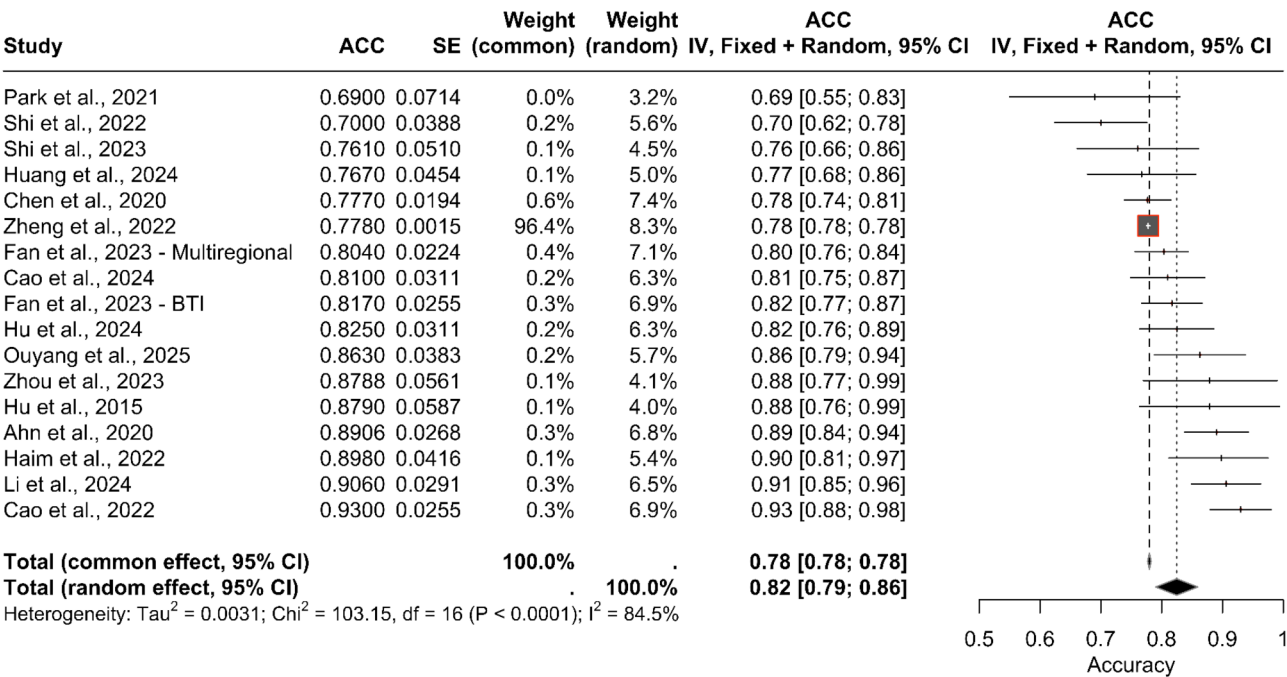 Weight Weight ACC ACC
Study ACC SE (common) (random) IV, Fixed + Random, 95% CI IV, Fixed + Random, 95% CI
Park et al., 2021 0.6900 0.0714 0.0% 3.2% 0.69 [0.55; 0.83]
Shi et al., 2022 0.7000 0.0388 0.2% 5.6% 0.70 [0.62; 0.78]
Shi et al., 2023 0.7610 0.0510 0.1% 4.5% 0.76 [0.66; 0.86]
Huang et al., 2024 0.7670 0.0454 0.1% 5.0% 0.77 [0.68; 0.86]
Chen et al., 2020 0.7770 0.0194 0.6% 7.4% 0.78 [0.74; 0.81]
Zheng et al., 2022 0.7780 0.0015 96.4% 8.3% 0.78 [0.78; 0.78]
Fan et al., 2023 - Multiregional 0.8040 0.0224 0.4% 7.1% 0.80 [0.76; 0.84]
Cao et al., 2024 0.8100 0.0311 0.2% 6.3% 0.81 [0.75; 0.87]
Fan et al., 2023 - BTI 0.8170 0.0255 0.3% 6.9% 0.82 [0.77; 0.87]
Hu et al., 2024 0.8250 0.0311 0.2% 6.3% 0.82 [0.76; 0.89]
Ouyang et al., 2025 0.8630 0.0383 0.2% 5.7% 0.86 [0.79; 0.94]
Zhou et al., 2023 0.8788 0.0561 0.1% 4.1% 0.88 [0.77; 0.99]
Hu et al., 2015 0.8790 0.0587 0.1% 4.0% 0.88 [0.76; 0.99]
Ahn et al., 2020 0.8906 0.0268 0.3% 6.8% 0.89 [0.84; 0.94]
Haim et al., 2022 0.8980 0.0416 0.1% 5.4% 0.90 [0.81; 0.97]
Li et al., 2024 0.9060 0.0291 0.3% 6.5% 0.91 [0.85; 0.96]
Cao et al., 2022 0.9300 0.0255 0.3% 6.9% 0.93 [0.88; 0.98]
Total (common effect, 95% CI) 100.0% . 0.78 [0.78; 0.78]
Total (random effect, 95% CI) . 100.0% 0.82 [0.79; 0.86]
Heterogeneity: Tau² = 0.0031; Chi² = 103.15, df = 16 (P < 0.0001); I² = 84.5%
0.5 0.6 0.7 0.8 0.9 1
Accuracy